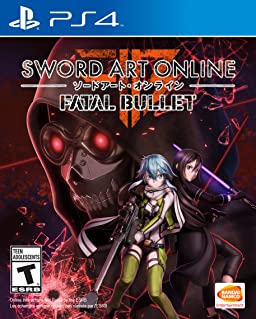 PS4
SWORD ART ONLINE
ソードアート・オンライン
FATAL BULLET
TEEN
ADOLESCENTS
T
ESRB
BANDAI
NAMCO